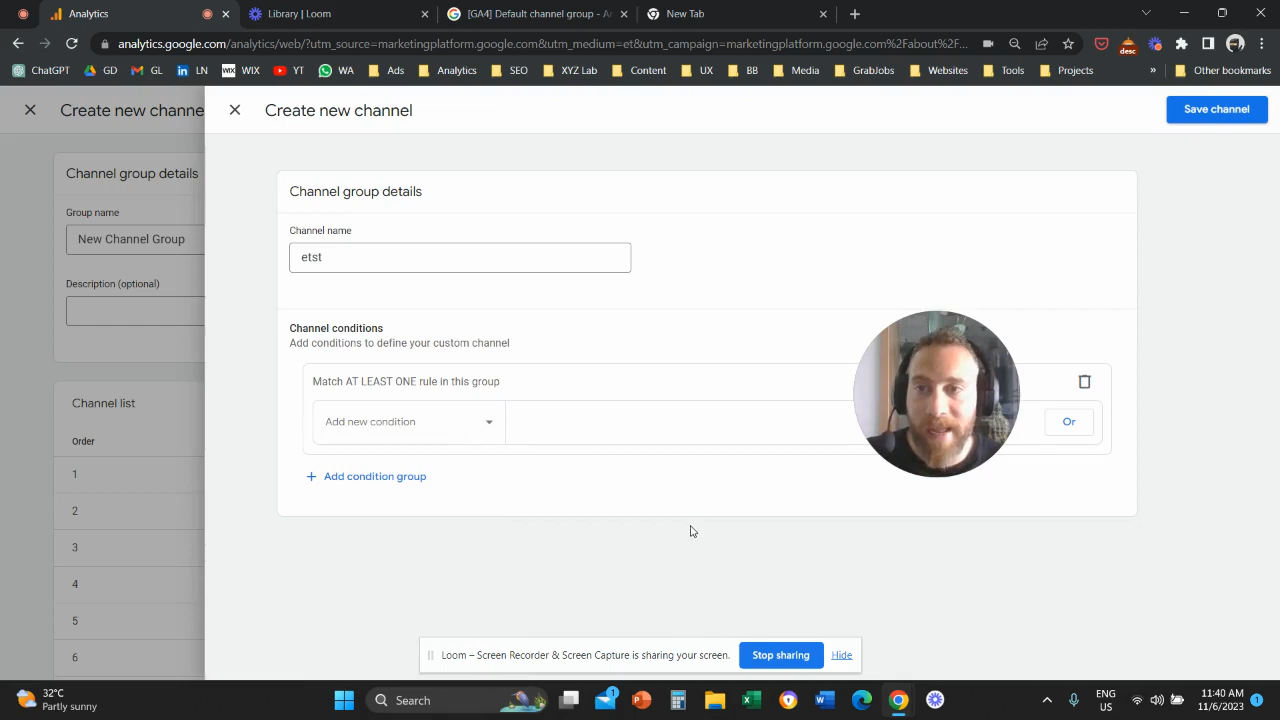 Analytics
Library | Loom
[GA4] Default channel group - An
New Tab
analytics.google.com/analytics/web/?utm_source=marketingplatform.google.com&utm_medium=et&utm_campaign=marketingplatform.google.com%2Fabout%2F...
desc
ChatGPT
GD
GL
LN
WIX WIX
YT
WA
Ads
Analytics
SEO
XYZ Lab
Content
UX
BB
Media
GrabJobs
Websites
Tools
Projects
»
Other bookmarks
Create new channe
Create new channel
Save channel
Channel group details
Group name
New Channel Group
Description (optional)
Channel list
Order
1
2
3
4
5
6
Channel group details
Channel name
etst
Channel conditions
Add conditions to define your custom channel
Match AT LEAST ONE rule in this group
Add new condition
Or
+ Add condition group
Loom – Screen Recorder & Screen Capture is sharing your screen.
Stop sharing
Hide
32°C
Partly sunny
Search
1
ENG
US
11:40 AM
11/6/2023
1